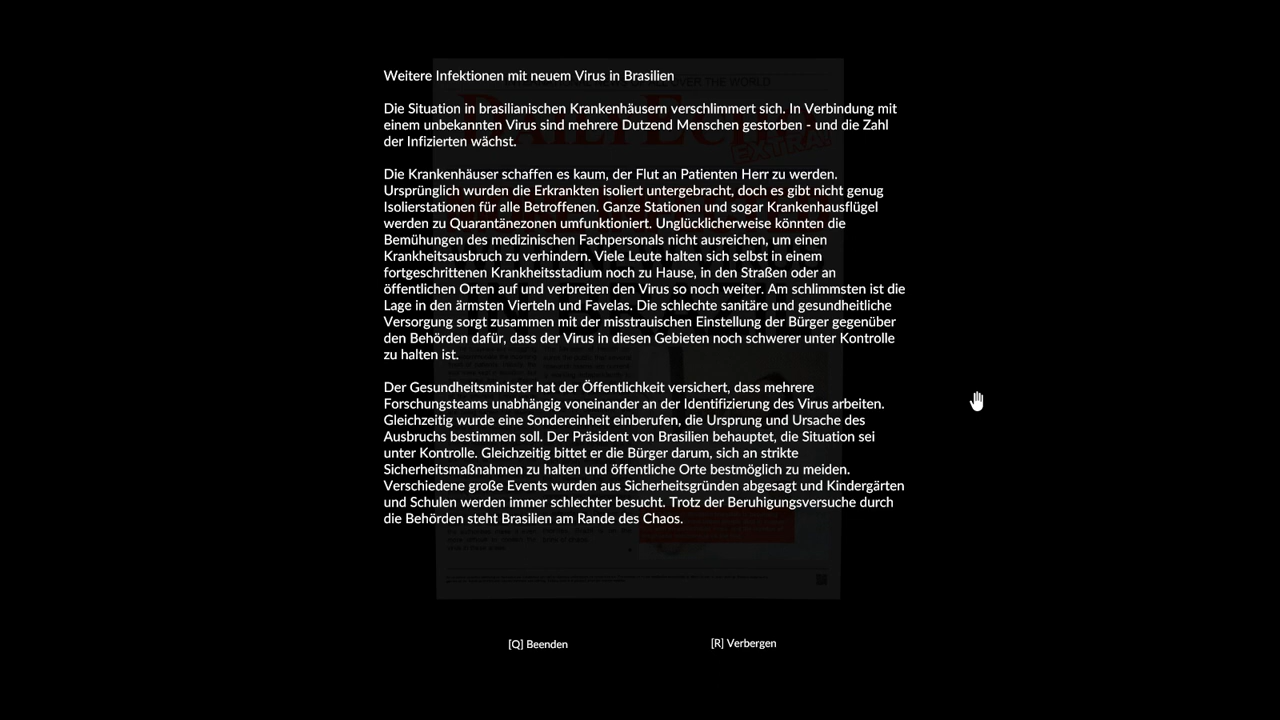 Weitere Infektionen mit neuem Virus in Brasilien
Die Situation in brasilianischen Krankenhäusern verschlimmert sich. In Verbindung mit
einem unbekannten Virus sind mehrere Dutzend Menschen gestorben - und die Zahl
der Infizierten wächst.
Die Krankenhäuser schaffen es kaum, der Flut an Patienten Herr zu werden.
Ursprünglich wurden die Erkrankten isoliert untergebracht, doch es gibt nicht genug
Isolierstationen für alle Betroffenen. Ganze Stationen und sogar Krankenhausflügel
werden zu Quarantänezonen umfunktioniert. Unglücklicherweise könnten die
Bemühungen des medizinischen Fachpersonals nicht ausreichen, um einen
Krankheitsausbruch zu verhindern. Viele Leute halten sich selbst in einem
fortgeschrittenen Krankheitsstadium noch zu Hause, in den Straßen oder an
öffentlichen Orten auf und verbreiten den Virus so noch weiter. Am schlimmsten ist die
Lage in den ärmsten Vierteln und Favelas. Die schlechte sanitäre und gesundheitliche
Versorgung sorgt zusammen mit der misstrauischen Einstellung der Bürger gegenüber
den Behörden dafür, dass der Virus in diesen Gebieten noch schwerer unter Kontrolle
zu halten ist.
Der Gesundheitsminister hat der Öffentlichkeit versichert, dass mehrere
Forschungsteams unabhängig voneinander an der Identifizierung des Virus arbeiten.
Gleichzeitig wurde eine Sondereinheit einberufen, die Ursprung und Ursache des
Ausbruchs bestimmen soll. Der Präsident von Brasilien behauptet, die Situation sei
unter Kontrolle. Gleichzeitig bittet er die Bürger darum, sich an strikte
Sicherheitsmaßnahmen zu halten und öffentliche Orte bestmöglich zu meiden.
Verschiedene große Events wurden aus Sicherheitsgründen abgesagt und Kindergärten
und Schulen werden immer schlechter besucht. Trotz der Beruhigungsversuche durch
die Behörden steht Brasilien am Rande des Chaos.
OVER THE WORLD
EXTRA!
[Q] Beenden
[R] Verbergen